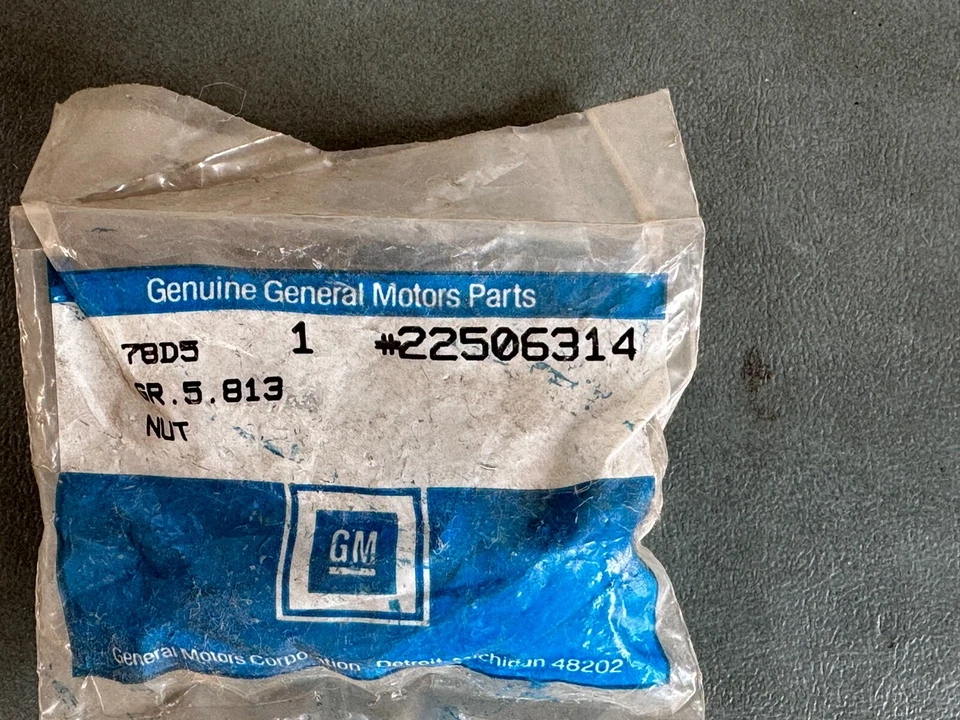 Genuine General Motors Parts
78D5 1 #22506314
GR.5.813
NUT
GM
General Motors Corporation Detroit, Michigan 48202